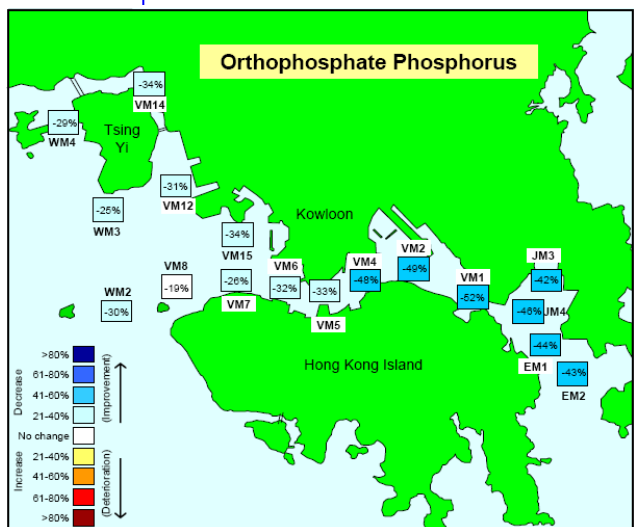 Orthophosphate Phosphorus
-34%
VM14
-29%
WM4
Tsing
Yi
-31%
VM12
-25%
WM3
Kowloon
-34%
VM15
VM8
-19%
VM6
-26%
VM7
-32%
-33%
VM5
VM4
-48%
VM2
-49%
VM1
-52%
JM3
-42%
-46%
JM4
-44%
EM1
-43%
EM2
WM2
-30%
Hong Kong Island
Decrease
>80%
61-80%
41-60%
21-40%
(Improvement)
No change
Increase
21-40%
41-60%
61-80%
>80%
(Deterioration)